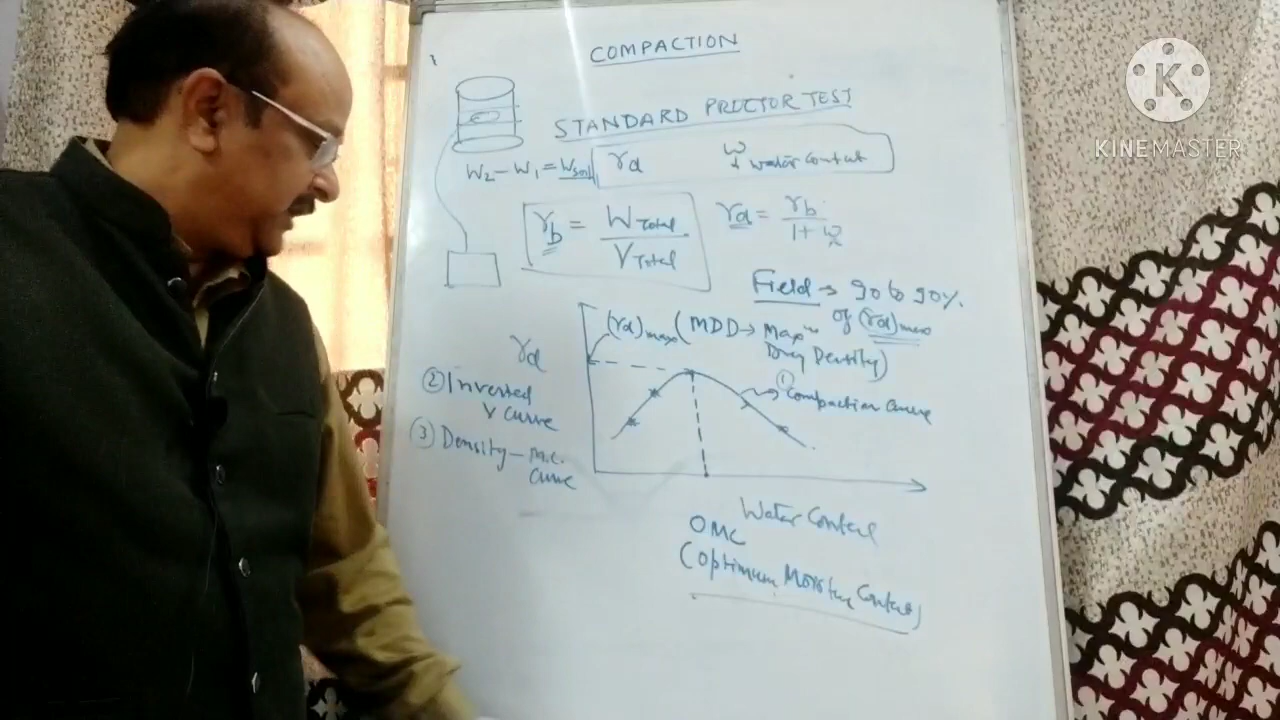 COMPACTION
STANDARD PROCTOR TEST
W2 - W1 = Wsoil
γd
w
water content
γb = WTotal / VTotal
γd = γb / 1 + w
Field → 90 to 90%.
of (γd)max
(γd)max (MDD → Maxm
Dry Density)
γd
① Compaction curve
② Inverted
V curve
③ Density - M.C.
curve
Water Content
OMC
(Optimum Moisture Content)
K
KINEMASTER